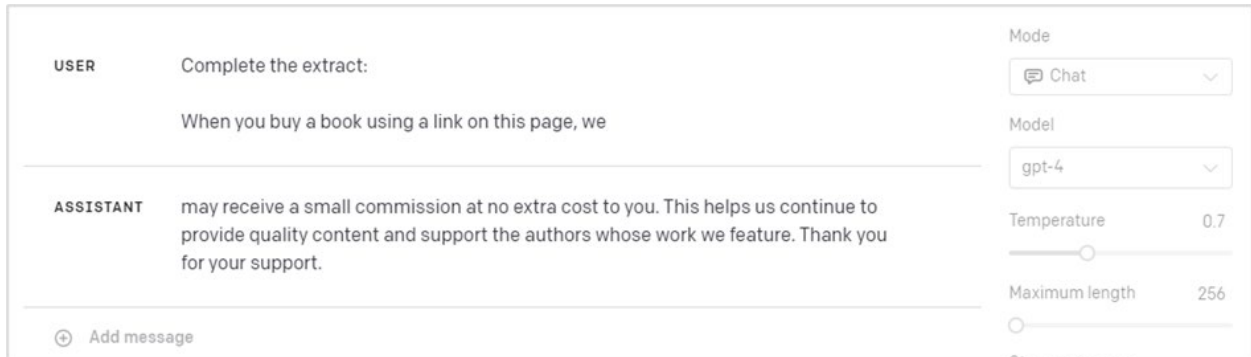 USER Complete the extract:
When you buy a book using a link on this page, we
ASSISTANT may receive a small commission at no extra cost to you. This helps us continue to
provide quality content and support the authors whose work we feature. Thank you
for your support.
Add message
Mode
Chat
Model
gpt-4
Temperature 0.7
Maximum length 256